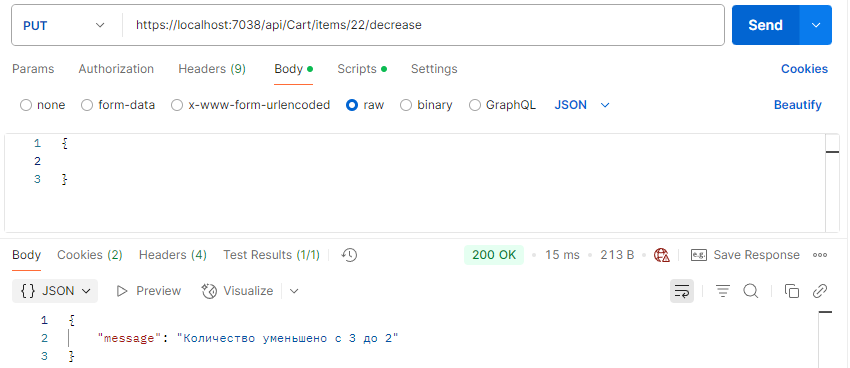 PUT https://localhost:7038/api/Cart/items/22/decrease Send
Params Authorization Headers (9) Body Scripts Settings Cookies
none form-data x-www-form-urlencoded raw binary GraphQL JSON Beautify
1 {
2
3 }
Body Cookies (2) Headers (4) Test Results (1/1) 200 OK 15 ms 213 B e.g. Save Response
{} JSON Preview Visualize
1 {
2 "message": "Количество уменьшено с 3 до 2"
3 }